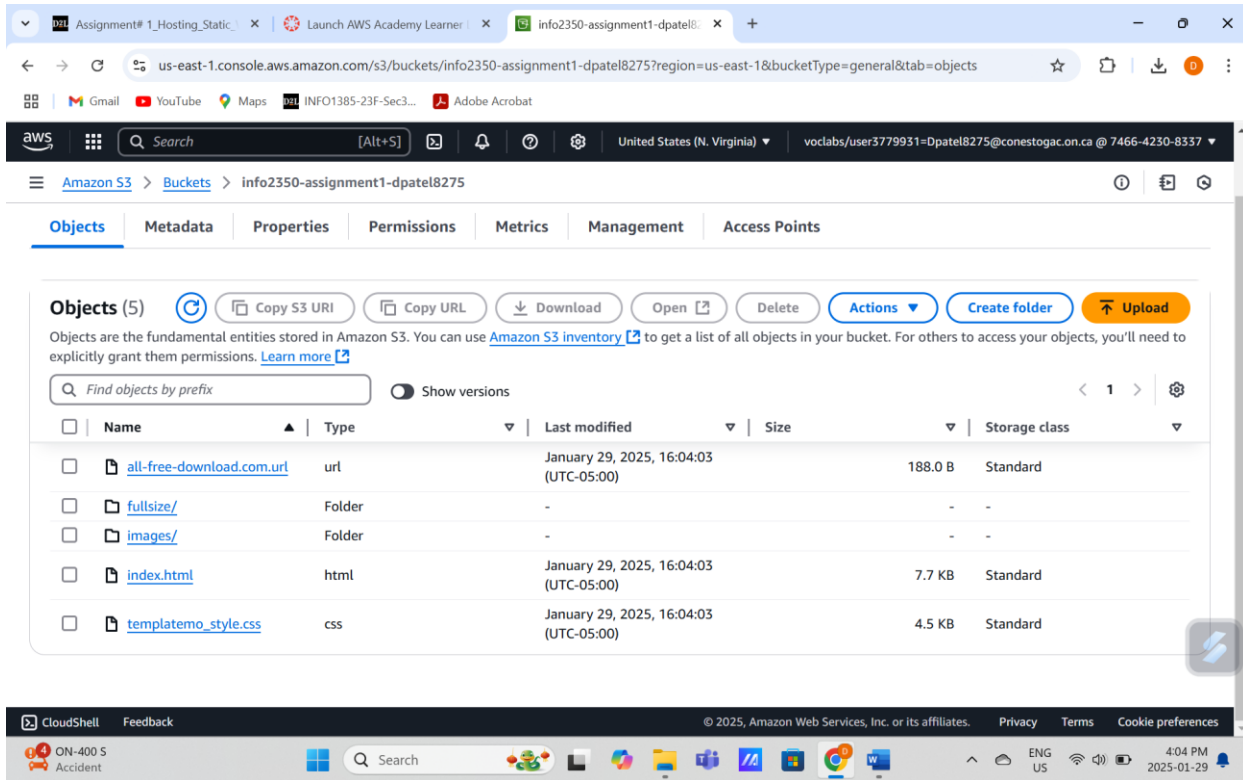 Assignment# 1_Hosting_Static_
Launch AWS Academy Learner
info2350-assignment1-dpatel82
us-east-1.console.aws.amazon.com/s3/buckets/info2350-assignment1-dpatel8275?region=us-east-1&bucketType=general&tab=objects
D
Gmail YouTube Maps D2L INFO1385-23F-Sec3... Adobe Acrobat
aws Search [Alt+S] United States (N. Virginia) ▼ voclabs/user3779931=Dpatel8275@conestogac.on.ca @ 7466-4230-8337 ▼
Amazon S3 > Buckets > info2350-assignment1-dpatel8275
Objects Metadata Properties Permissions Metrics Management Access Points
Objects (5) Copy S3 URI Copy URL Download Open Delete Actions ▼ Create folder Upload
Objects are the fundamental entities stored in Amazon S3. You can use Amazon S3 inventory to get a list of all objects in your bucket. For others to access your objects, you'll need to
explicitly grant them permissions. Learn more
Find objects by prefix Show versions < 1 >
Name Type Last modified Size Storage class
all-free-download.com.url url January 29, 2025, 16:04:03 (UTC-05:00) 188.0 B Standard
fullsize/ Folder - - -
images/ Folder - - -
index.html html January 29, 2025, 16:04:03 (UTC-05:00) 7.7 KB Standard
templatemo_style.css css January 29, 2025, 16:04:03 (UTC-05:00) 4.5 KB Standard
CloudShell Feedback © 2025, Amazon Web Services, Inc. or its affiliates. Privacy Terms Cookie preferences
4 ON-400 S
Accident
Search
ENG
US
4:04 PM
2025-01-29